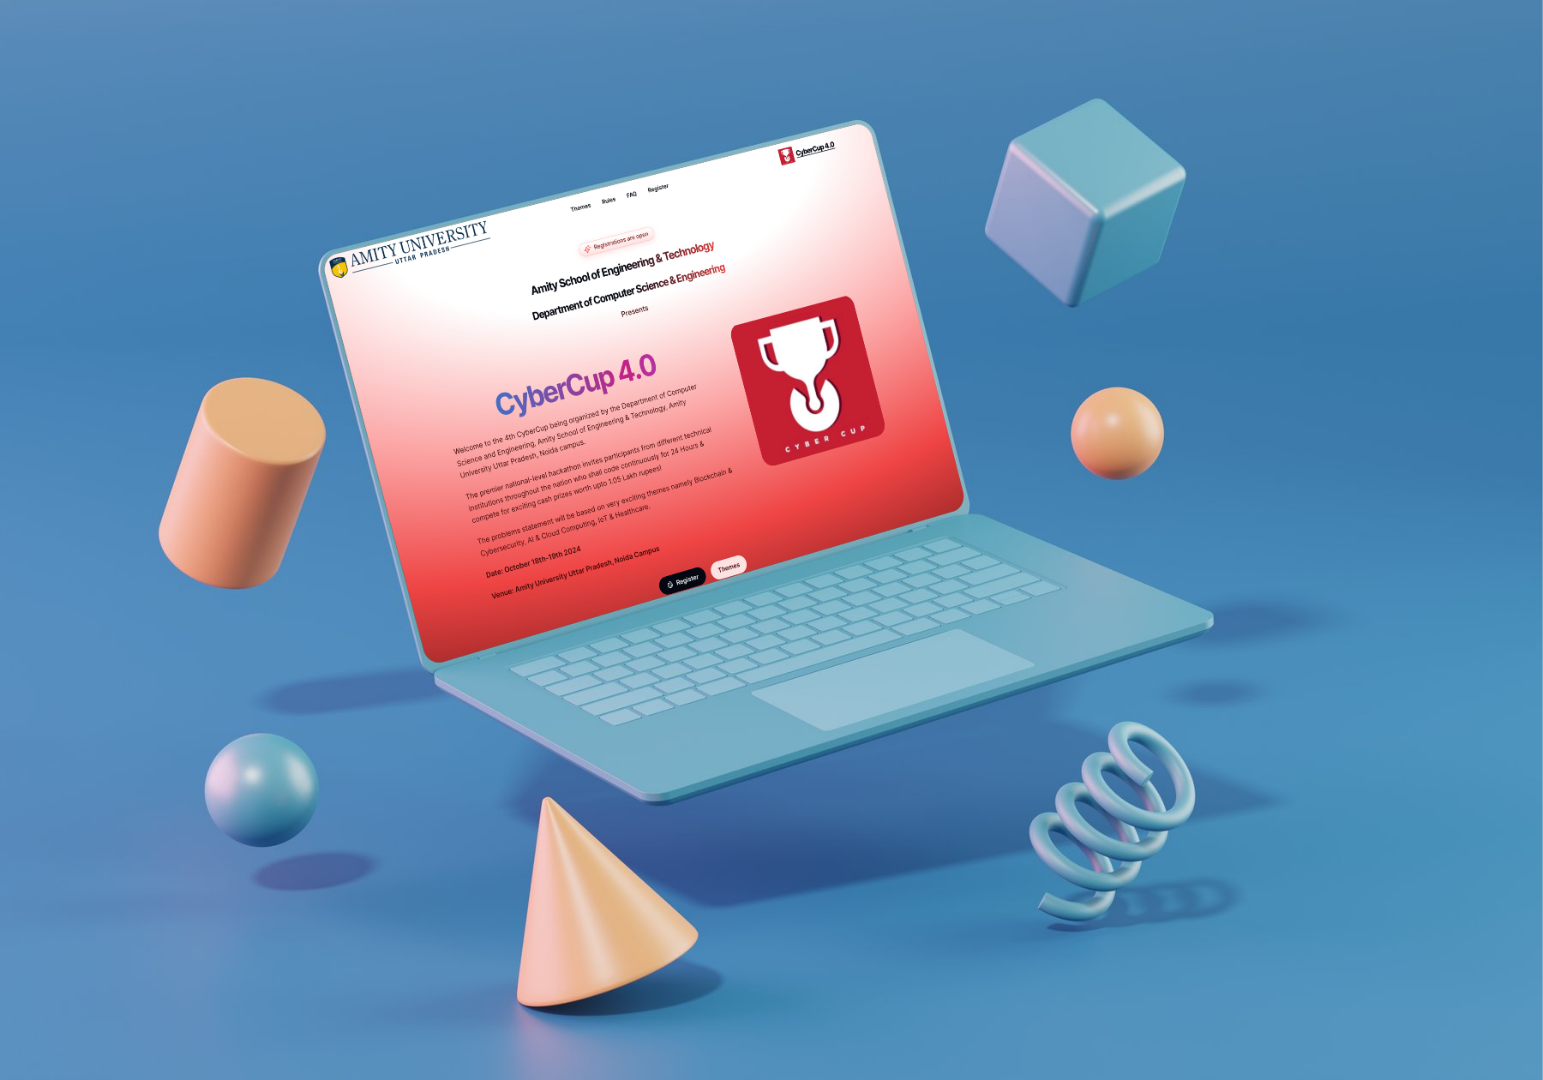 AMITY UNIVERSITY
UTTAR PRADESH
Themes Rules FAQ Register
CyberCup 4.0
Registrations are open
Amity School of Engineering & Technology
Department of Computer Science & Engineering
Presents
CyberCup 4.0
Welcome to the 4th CyberCup being organized by the Department of Computer
Science and Engineering, Amity School of Engineering & Technology, Amity
University Uttar Pradesh, Noida campus.
The premier national-level hackathon invites participants from different technical
institutions throughout the nation who shall code continuously for 24 Hours &
compete for exciting cash prizes worth upto 1.05 Lakh rupees!
The problems statement will be based on very exciting themes namely Blockchain &
Cybersecurity, AI & Cloud Computing, IoT & Healthcare.
Date: October 18th-19th 2024
Venue: Amity University Uttar Pradesh, Noida Campus
Register Themes
CYBER CUP